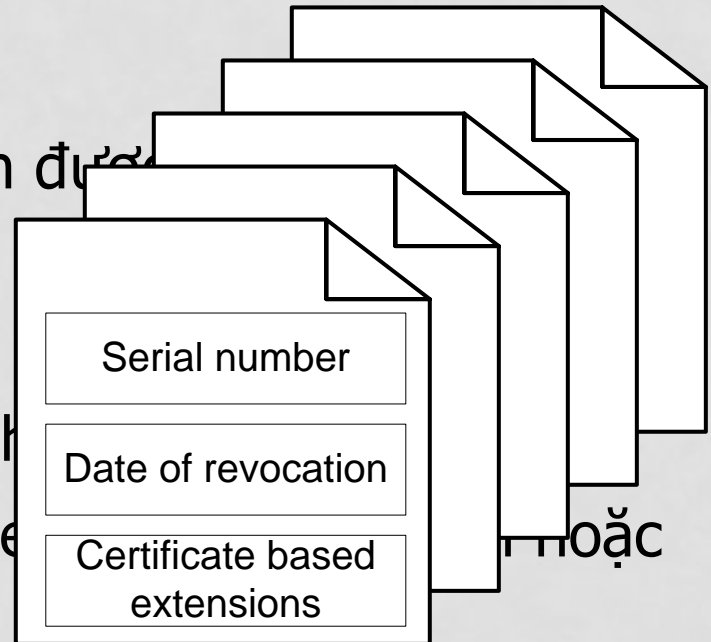 được
Serial number
Date of revocation
hoặc
Certificate based
extensions